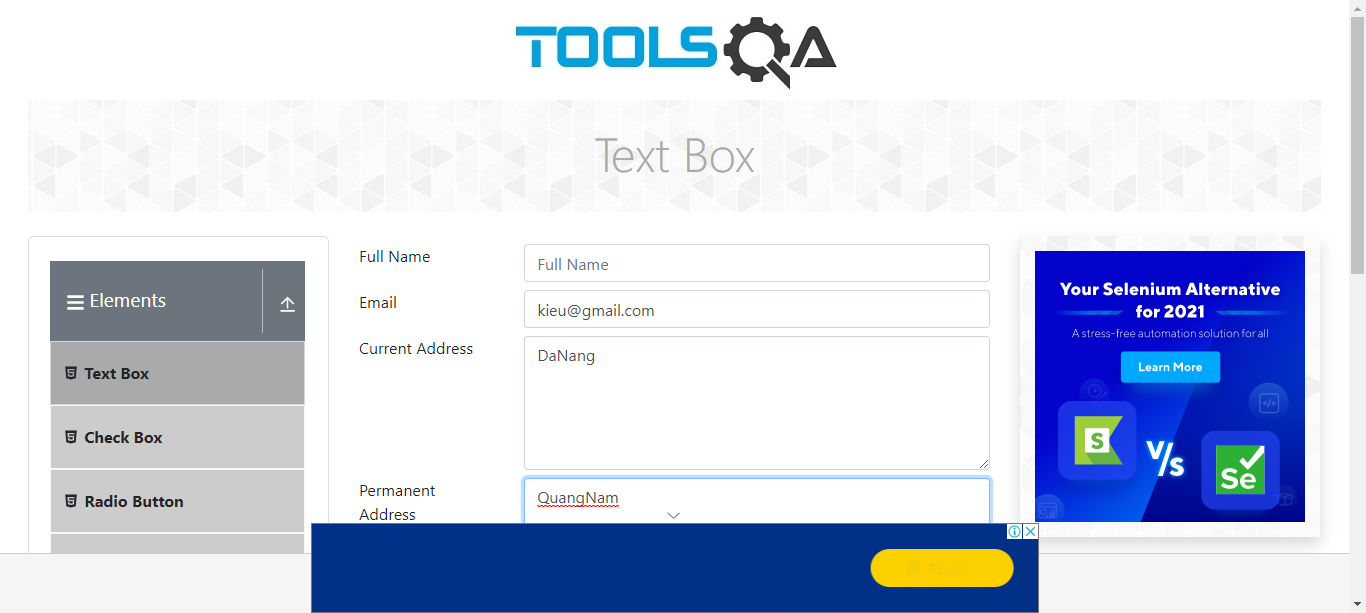 TOOLSQA
Text Box
Elements
Text Box
Check Box
Radio Button
Full Name
Full Name
Email
kieu@gmail.com
Current Address
DaNang
Permanent
Address
QuangNam
Your Selenium Alternative
for 2021
A stress-free automation solution for all
Learn More
S
V/s
Se